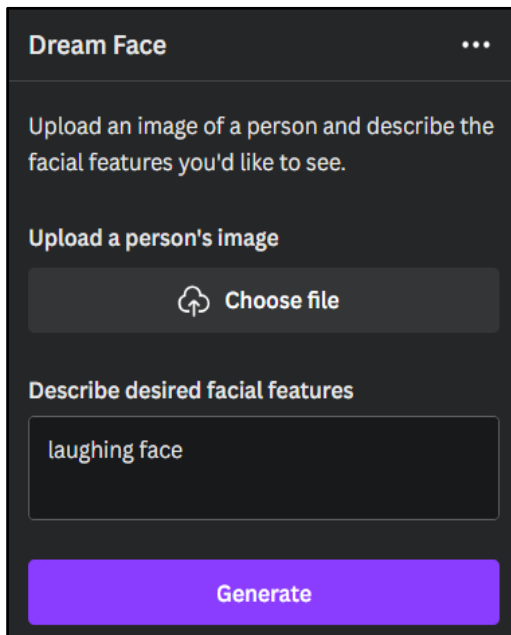 Dream Face
Upload an image of a person and describe the
facial features you'd like to see.
Upload a person's image
Choose file
Describe desired facial features
laughing face
Generate